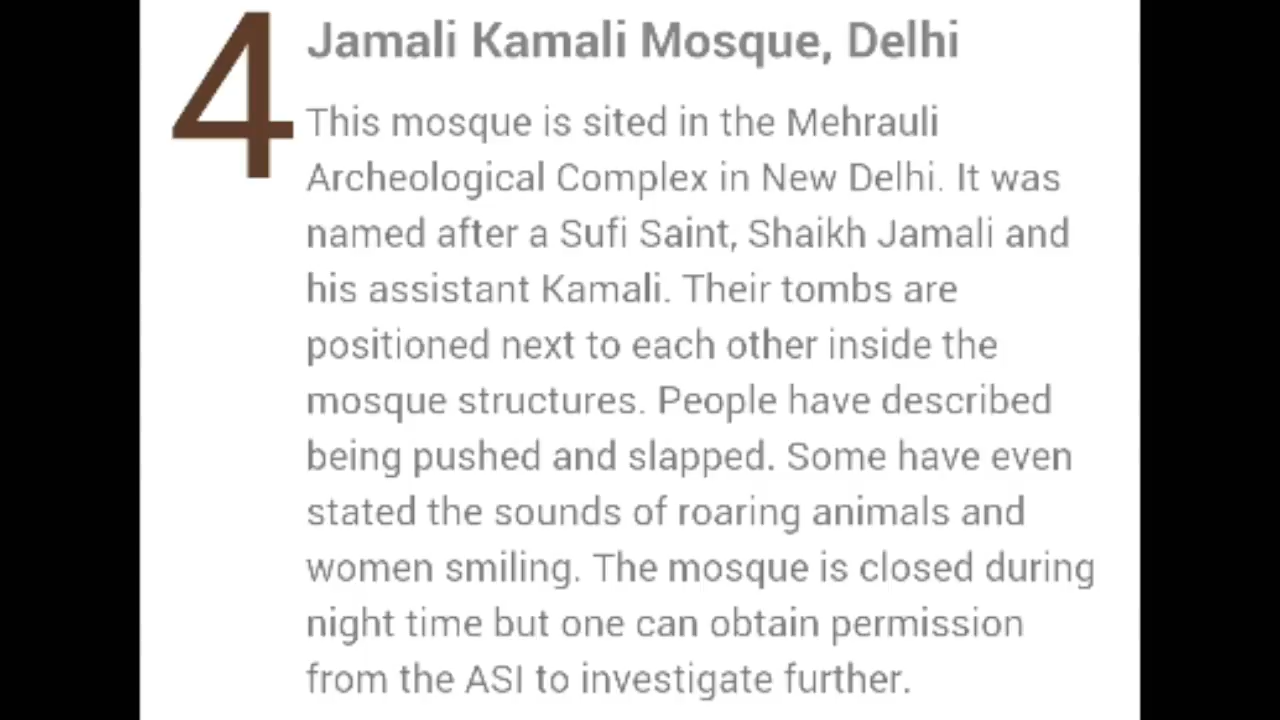 4 Jamali Kamali Mosque, Delhi
This mosque is sited in the Mehrauli
Archeological Complex in New Delhi. It was
named after a Sufi Saint, Shaikh Jamali and
his assistant Kamali. Their tombs are
positioned next to each other inside the
mosque structures. People have described
being pushed and slapped. Some have even
stated the sounds of roaring animals and
women smiling. The mosque is closed during
night time but one can obtain permission
from the ASI to investigate further.